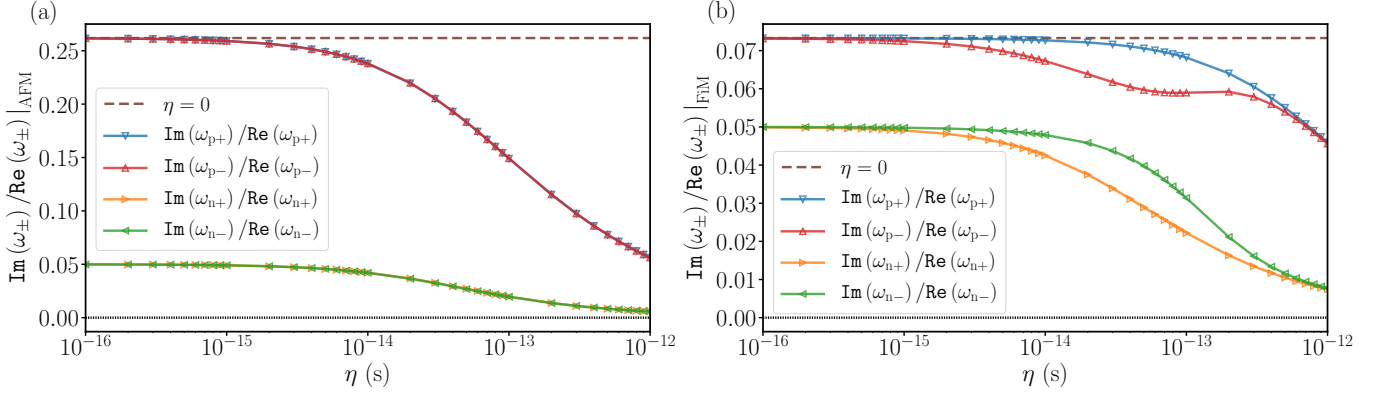 (a)
Im (ω±) /Re (ω±) |AFM
0.25
0.20
0.15
0.10
0.05
0.00
η = 0
Im (ωp+) /Re (ωp+)
Im (ωp−) /Re (ωp−)
Im (ωn+) /Re (ωn+)
Im (ωn−) /Re (ωn−)
10⁻¹⁶ 10⁻¹⁵ 10⁻¹⁴ 10⁻¹³ 10⁻¹²
η (s)
(b)
Im (ω±) /Re (ω±) |FiM
0.07
0.06
0.05
0.04
0.03
0.02
0.01
0.00
η = 0
Im (ωp+) /Re (ωp+)
Im (ωp−) /Re (ωp−)
Im (ωn+) /Re (ωn+)
Im (ωn−) /Re (ωn−)
10⁻¹⁶ 10⁻¹⁵ 10⁻¹⁴ 10⁻¹³ 10⁻¹²
η (s)